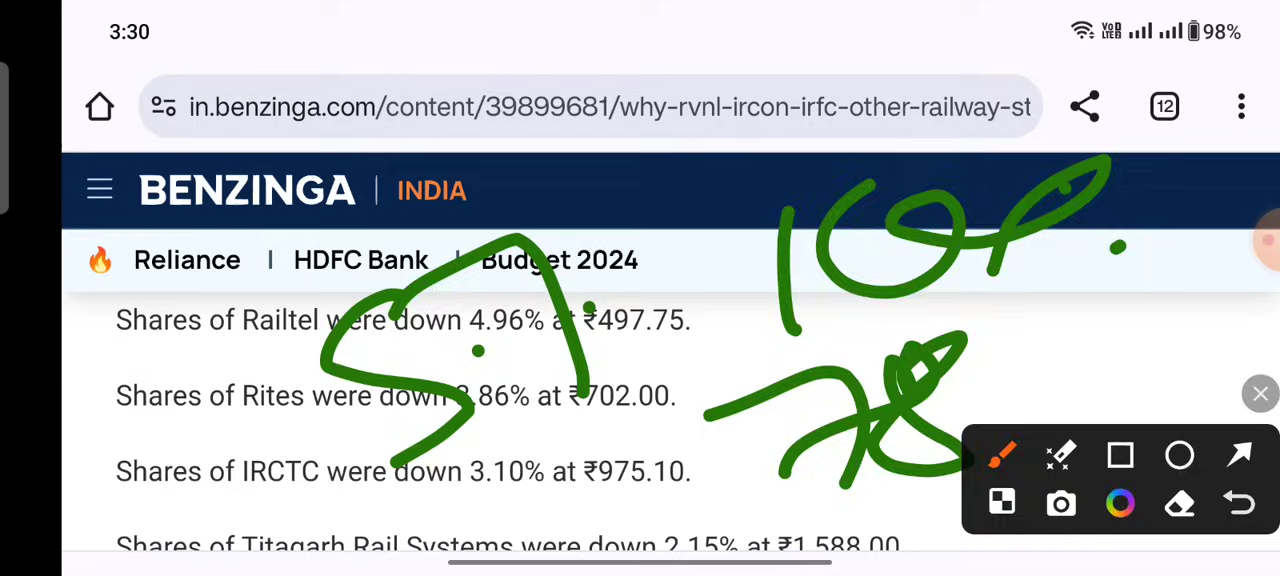 3:30
VoD LTEB 98%
in.benzinga.com/content/39899681/why-rvnl-ircon-irfc-other-railway-st
12
BENZINGA | INDIA
Reliance | HDFC Bank | Budget 2024
Shares of Railtel were down 4.96% at ₹497.75.
Shares of Rites were down 3.86% at ₹702.00.
Shares of IRCTC were down 3.10% at ₹975.10.
Shares of Titagarh Rail Systems were down 2.15% at ₹1,588.00